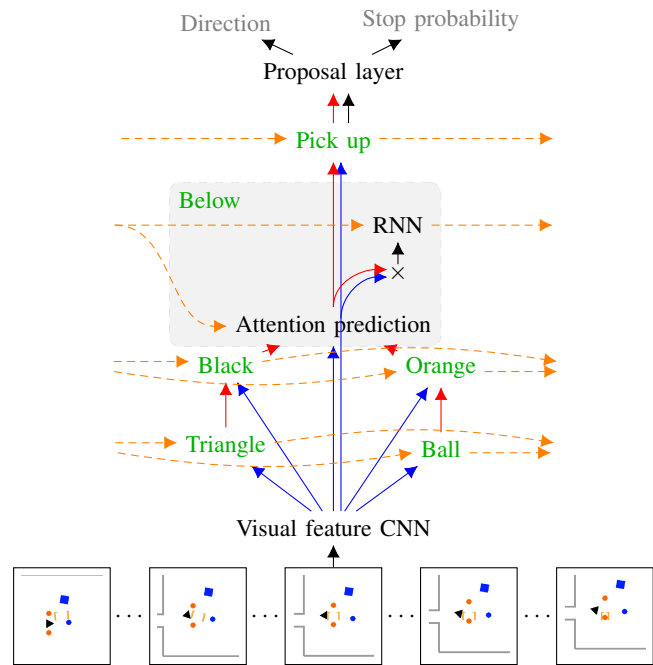 Direction
Stop probability
Proposal layer
Pick up
Below
RNN
×
Attention prediction
Black
Orange
Triangle
Ball
Visual feature CNN
... ... ... ...